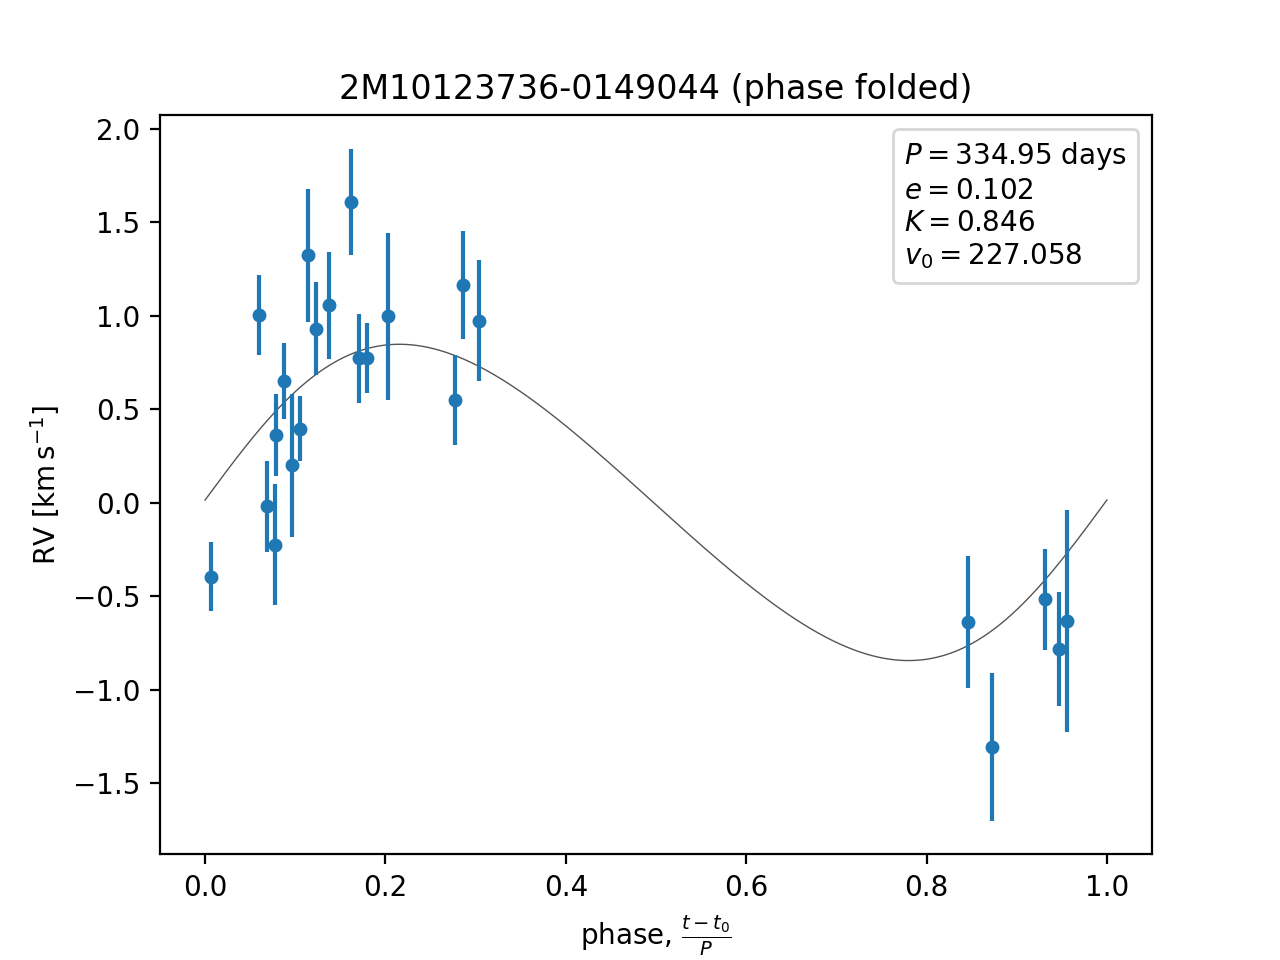 2M10123736-0149044 (phase folded)
P = 334.95 days
e = 0.102
K = 0.846
v₀ = 227.058
RV [km s⁻¹]
2.0
1.5
1.0
0.5
0.0
−0.5
−1.0
−1.5
0.0 0.2 0.4 0.6 0.8 1.0
phase, (t − t₀)/P